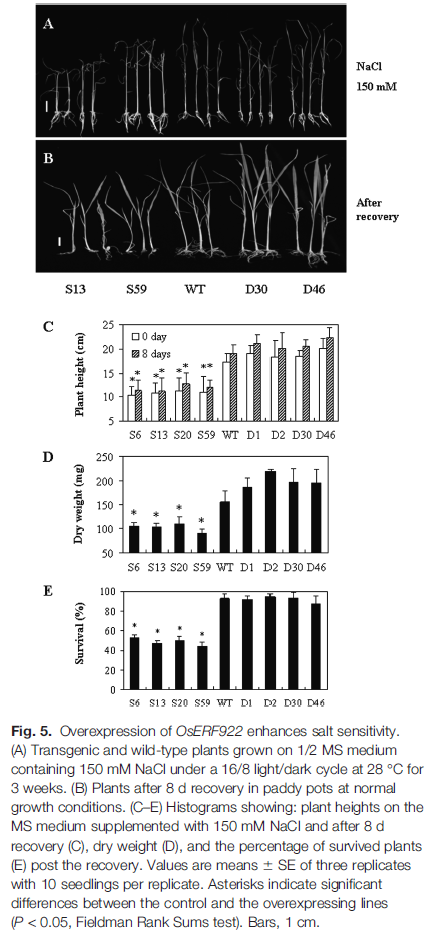 A
NaCl
150 mM
B
After
recovery
S13 S59 WT D30 D46
C
Plant height (cm)
25
20
15
10
5
0 day
8 days
* * * * * * **
S6 S13 S20 S59 WT D1 D2 D30 D46
D
Dry weight (mg)
250
200
150
100
50
* * * *
S6 S13 S20 S59 WT D1 D2 D30 D46
E
Survival (%)
100
80
60
40
20
0
* * * *
S6 S13 S20 S59 WT D1 D2 D30 D46
Fig. 5. Overexpression of OsERF922 enhances salt sensitivity.
(A) Transgenic and wild-type plants grown on 1/2 MS medium
containing 150 mM NaCl under a 16/8 light/dark cycle at 28 °C for
3 weeks. (B) Plants after 8 d recovery in paddy pots at normal
growth conditions. (C–E) Histograms showing: plant heights on the
MS medium supplemented with 150 mM NaCl and after 8 d
recovery (C), dry weight (D), and the percentage of survived plants
(E) post the recovery. Values are means ± SE of three replicates
with 10 seedlings per replicate. Asterisks indicate significant
differences between the control and the overexpressing lines
(P < 0.05, Fieldman Rank Sums test). Bars, 1 cm.